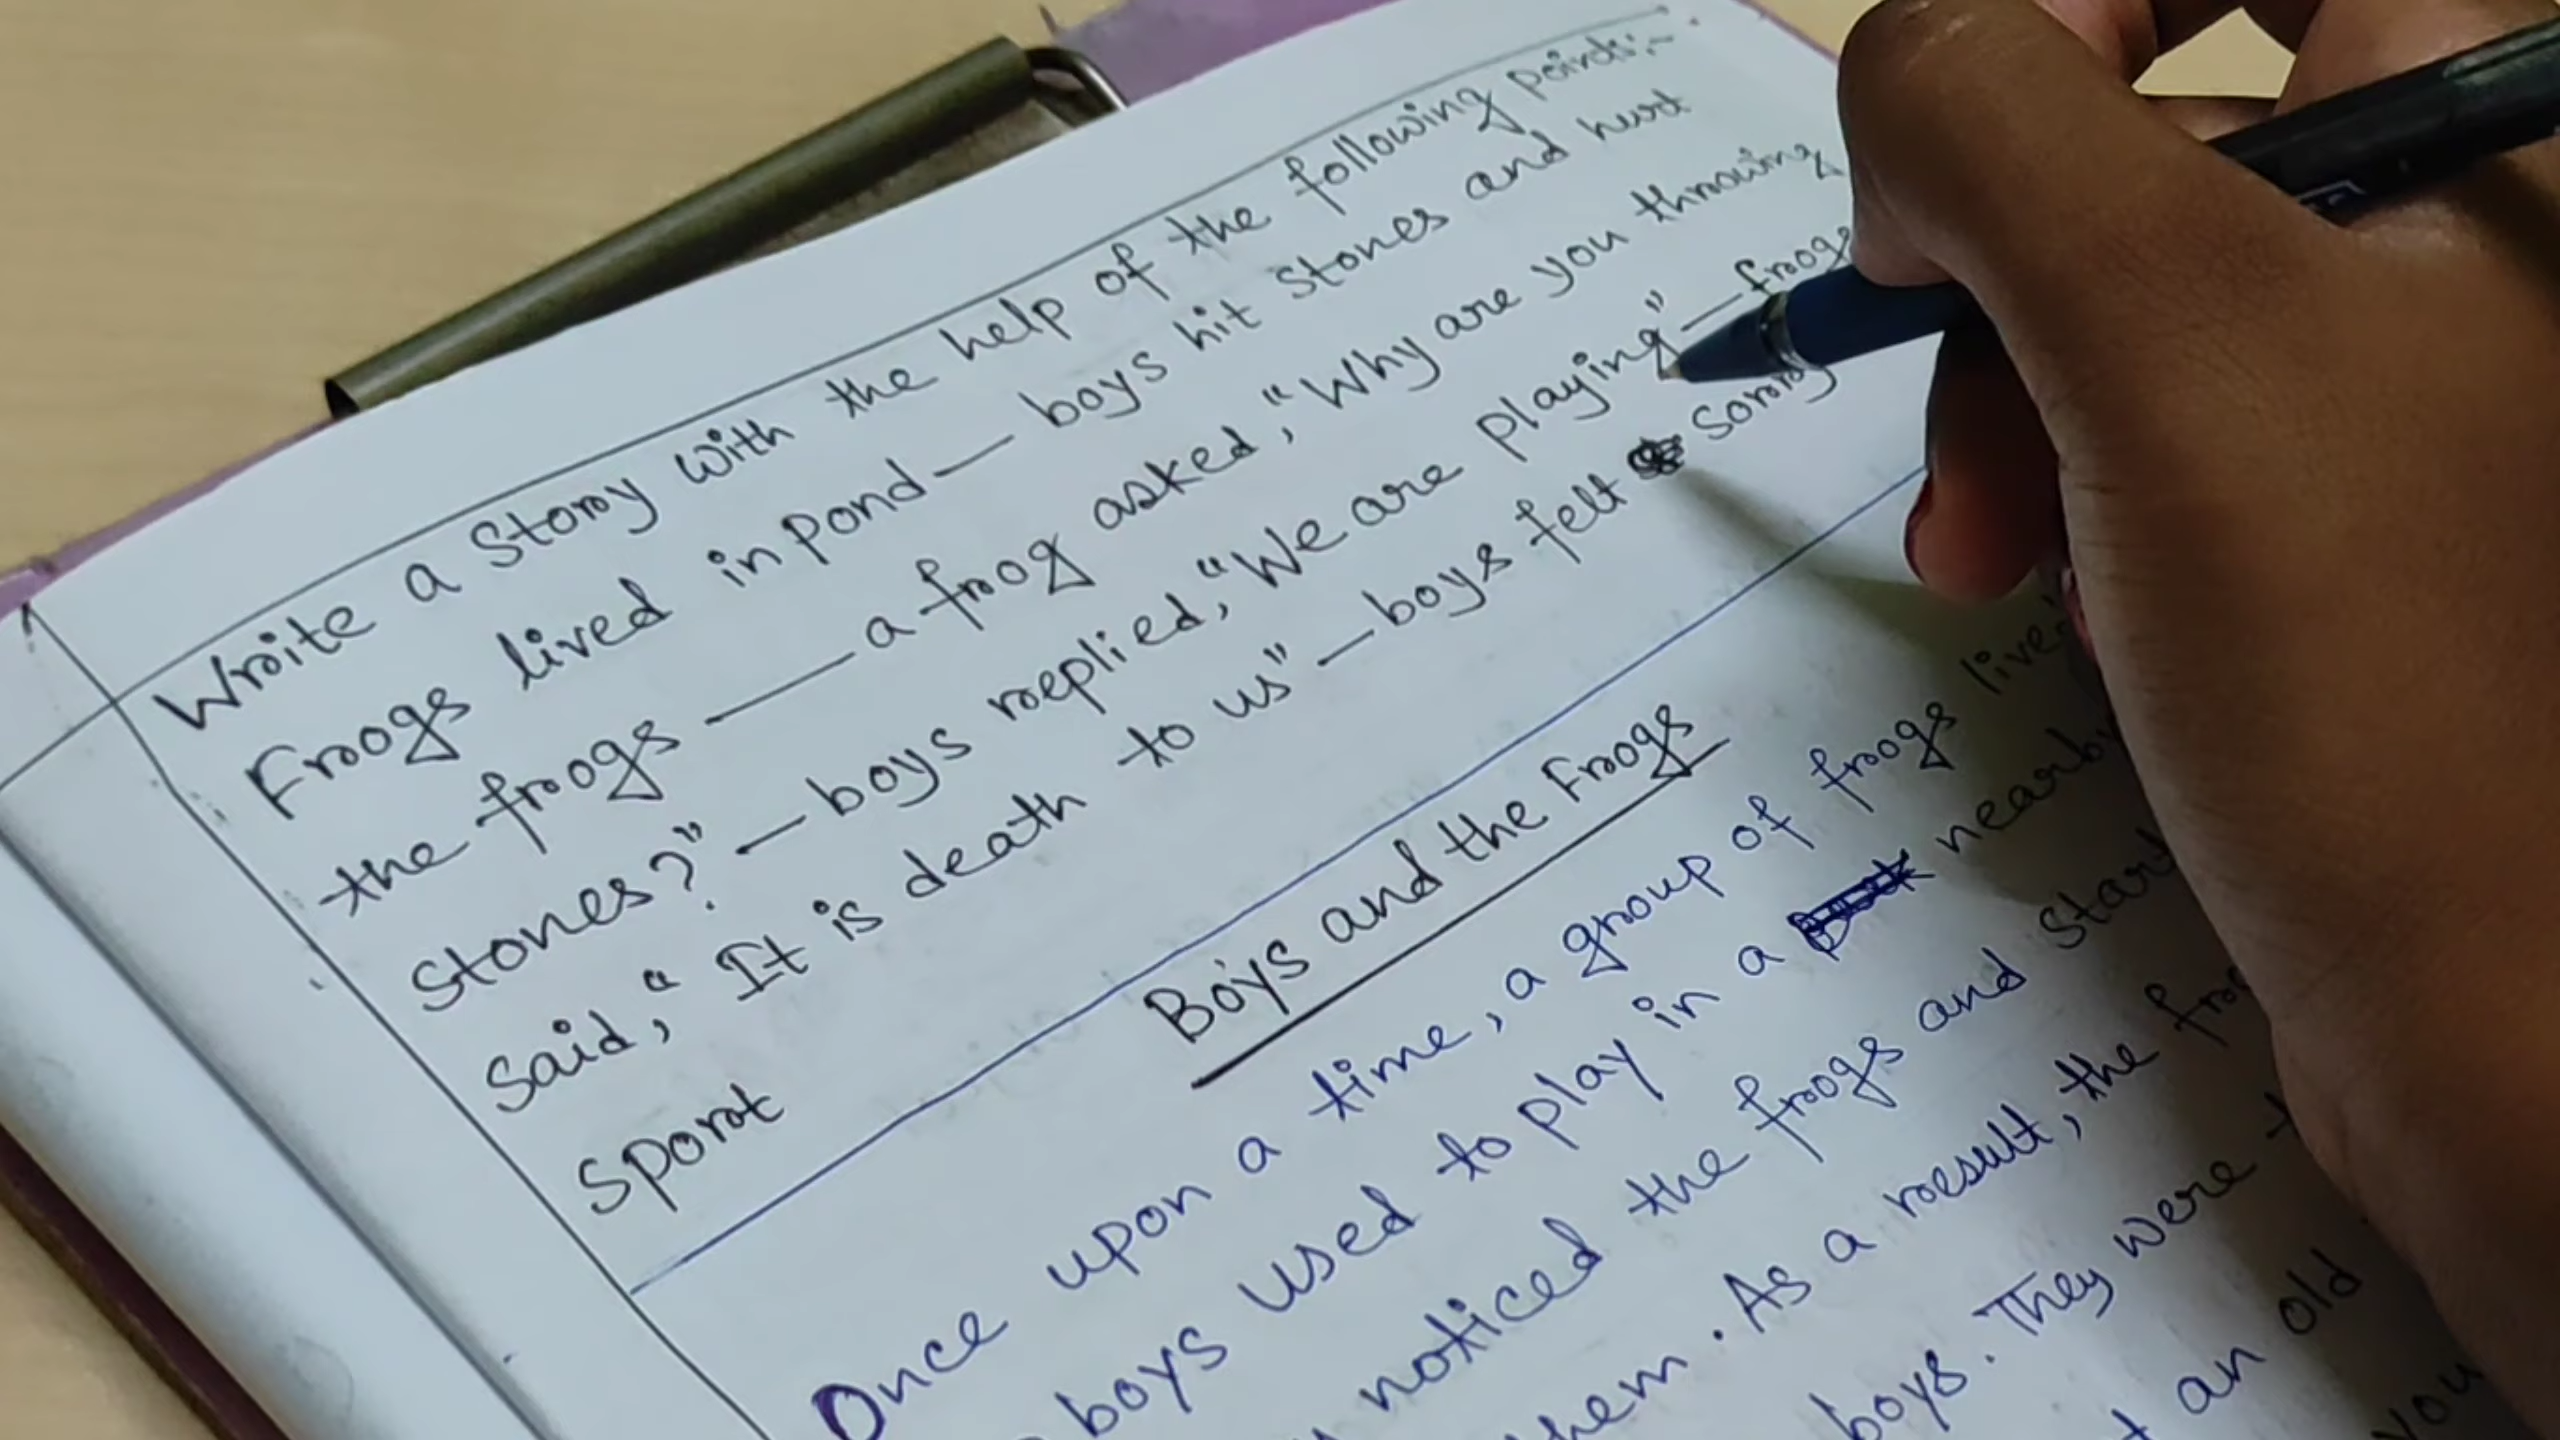 Write a Story With the help of the following points:-
Frogs lived in pond — boys hit stones and hurt
the frogs — a frog asked, "Why are you throwing
stones?" — boys replied, "We are playing" — frogs
said, "It is death to us" — boys felt sorry
sport
Boys and the Frogs
Once upon a time, a group of frogs
boys used to play in a nearby
noticed the frogs and
them. As a result, the
boys. They were
an old
you